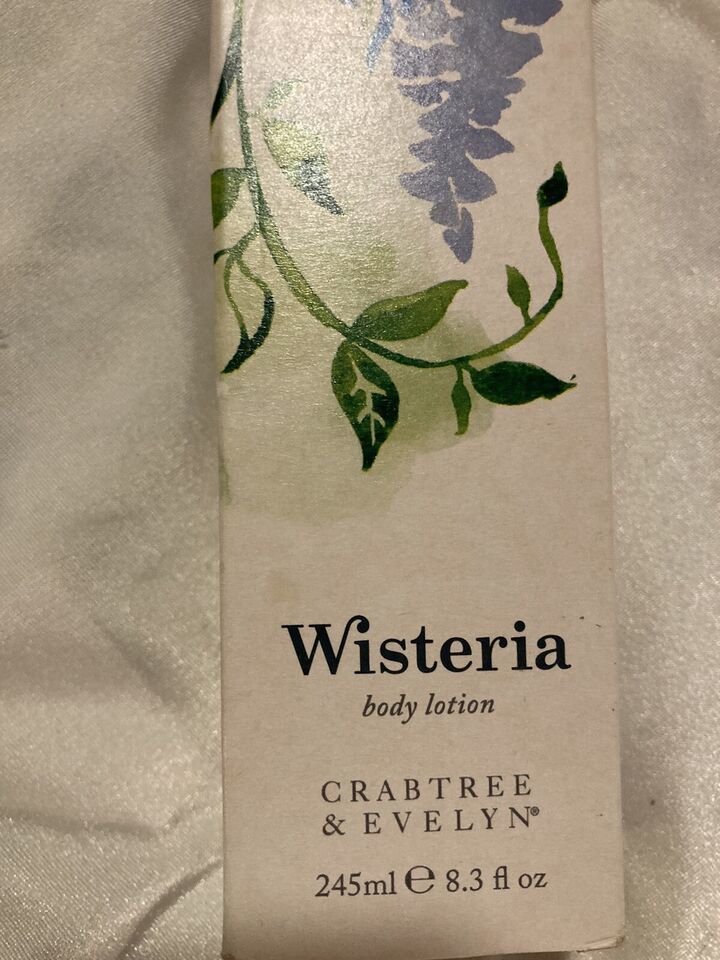 Wisteria
body lotion
CRABTREE
& EVELYN®
245ml ℮ 8.3 fl oz